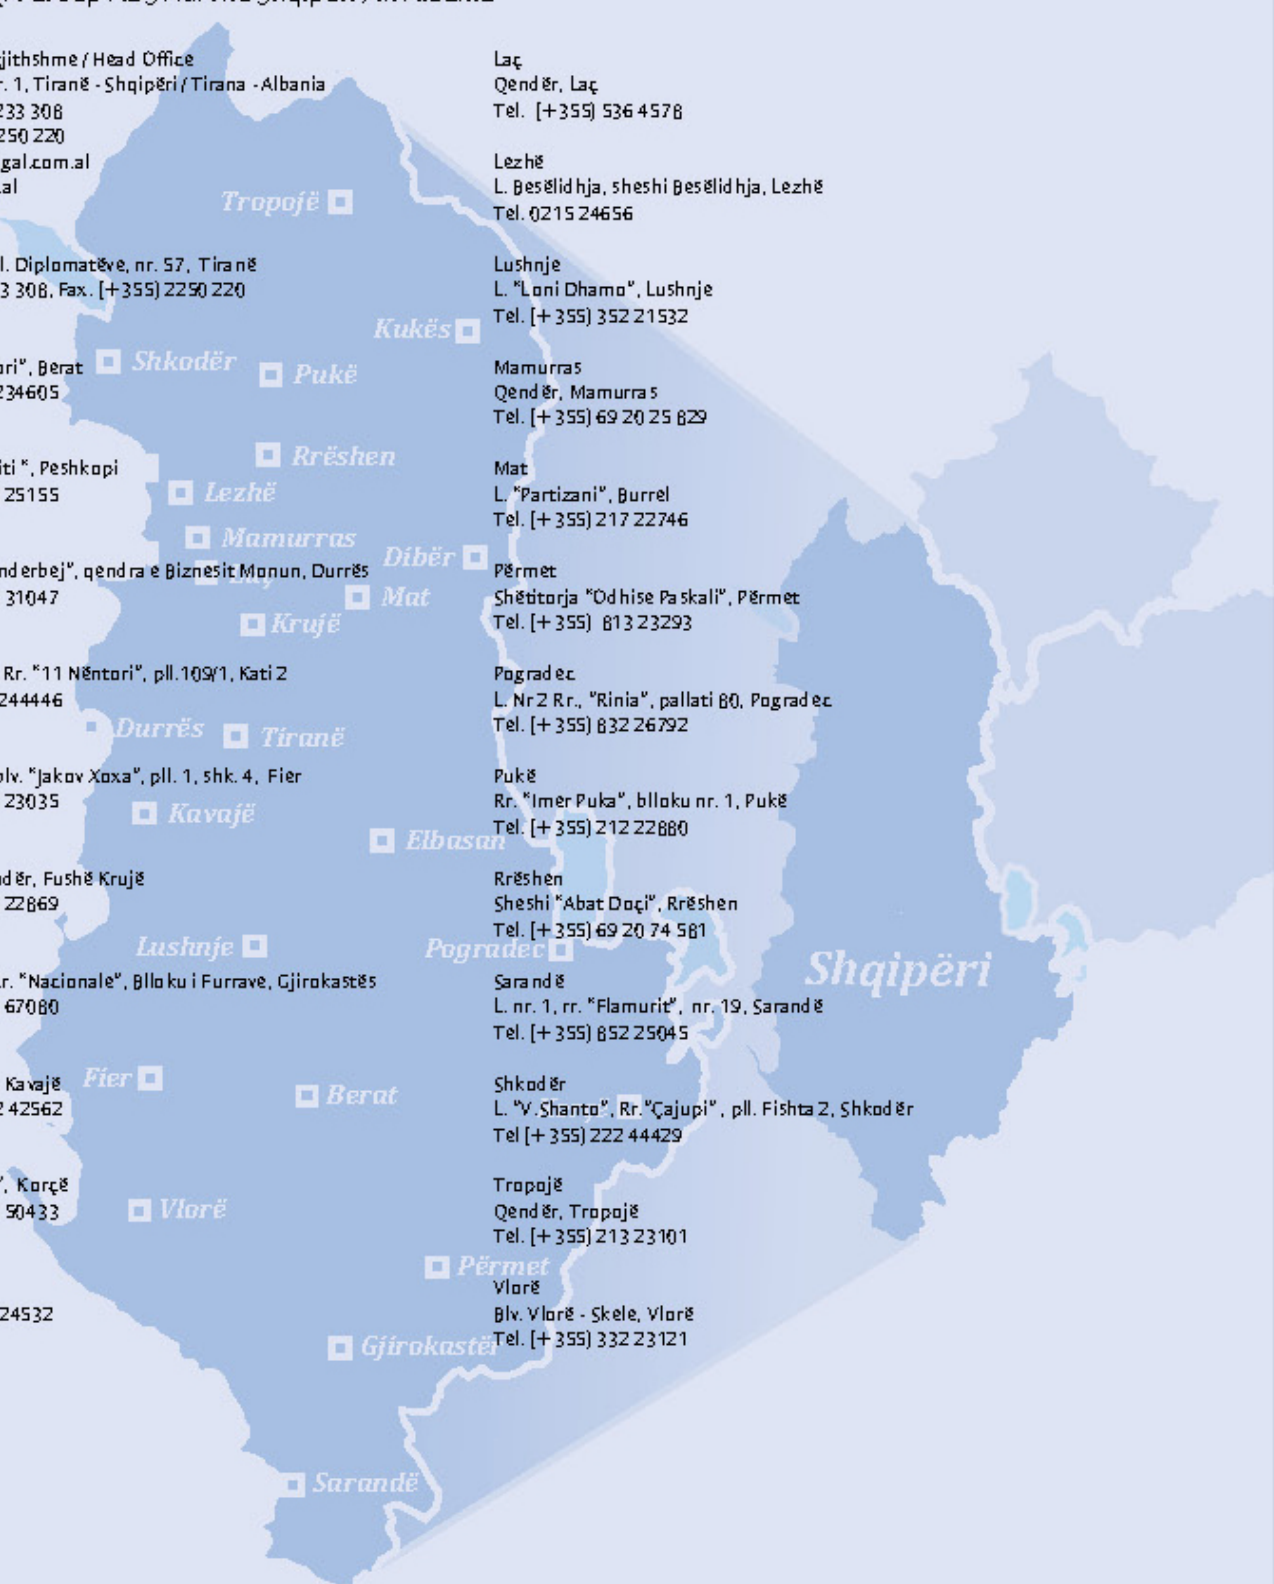 jithshme / Head Office
r. 1, Tiranë - Shqipëri / Tirana - Albania
233 308
250 220
gal.com.al
.al
l. Diplomatëve, nr. 57, Tiranë
3 308, Fax. [+355] 2250 220
ori", Berat
234605
iti ", Peshkopi
25155
nderbej", qendra e Biznesit Monun, Durrës
31047
Rr. "11 Nëntori", pll.109/1, Kati 2
244446
blv. "Jakov Xoxa", pll. 1, shk. 4, Fier
23035
dër, Fushë Krujë
22869
r. "Nacionale", Blloku i Furrave, Gjirokastës
67080
Kavajë
2 42562
", Korçë
50433
24532
Laç
Qendër, Laç
Tel. [+355] 536 4578
Lezhë
L. Besëlidhja, sheshi Besëlidhja, Lezhë
Tel. 0215 24656
Lushnje
L. "Loni Dhamo", Lushnje
Tel. [+ 355] 352 21532
Mamurras
Qendër, Mamurras
Tel. [+ 355] 69 20 25 829
Mat
L. "Partizani", Burrel
Tel. [+ 355] 217 22746
Përmet
Shëtitorja "Odhise Paskali", Përmet
Tel. [+ 355] 813 23293
Pogradec
L. Nr 2 Rr., "Rinia", pallati 80, Pogradec
Tel. [+ 355] 832 26792
Pukë
Rr. "Imer Puka", blloku nr. 1, Pukë
Tel. [+ 355] 212 22880
Rrëshen
Sheshi "Abat Doçi", Rrëshen
Tel. [+ 355] 69 20 74 581
Sarandë
L. nr. 1, rr. "Flamurit", nr. 19, Sarandë
Tel. [+ 355] 852 25045
Shkodër
L. "V.Shanto", Rr."Çajupi" , pll. Fishta 2, Shkodër
Tel [+ 355] 222 44429
Tropojë
Qendër, Tropojë
Tel. [+ 355] 213 23101
Vlorë
Blv. Vlorë - Skele, Vlorë
Tel. [+ 355] 332 23121
Tropojë
Kukës
Shkodër
Pukë
Rrëshen
Lezhë
Mamurras
Dibër
Mat
Krujë
Durrës
Tiranë
Kavajë
Elbasan
Lushnje
Pogradec
Shqipëri
Fier
Berat
Vlorë
Përmet
Gjirokastër
Sarandë